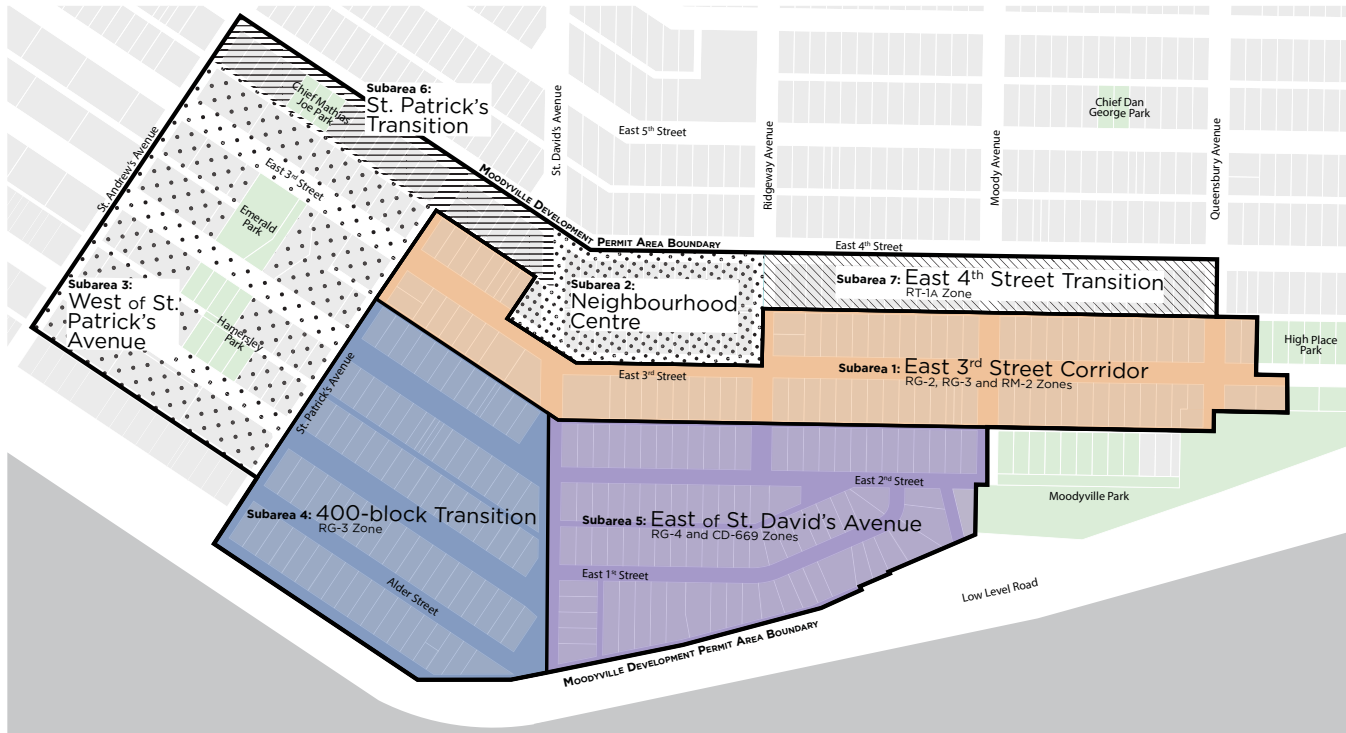 Subarea 6:
St. Patrick's
Transition
Chief Mathias
Joe Park
St. David's Avenue
East 5th Street
Ridgeway Avenue
Moody Avenue
Chief Dan
George Park
Queensbury Avenue
St. Andrew's Avenue
East 3rd Street
Moodyville Development Permit Area Boundary
Emerald
Park
East 4th Street
Subarea 3:
West of St.
Patrick's
Avenue
Hamersley
Park
Subarea 2:
Neighbourhood
Centre
Subarea 7: East 4th Street Transition
RT-1A Zone
High Place
Park
St. Patrick's Avenue
East 3rd Street
Subarea 1: East 3rd Street Corridor
RG-2, RG-3 and RM-2 Zones
East 2nd Street
Moodyville Park
Subarea 4: 400-block Transition
RG-3 Zone
Subarea 5: East of St. David's Avenue
RG-4 and CD-669 Zones
East 1st Street
Alder Street
Low Level Road
Moodyville Development Permit Area Boundary